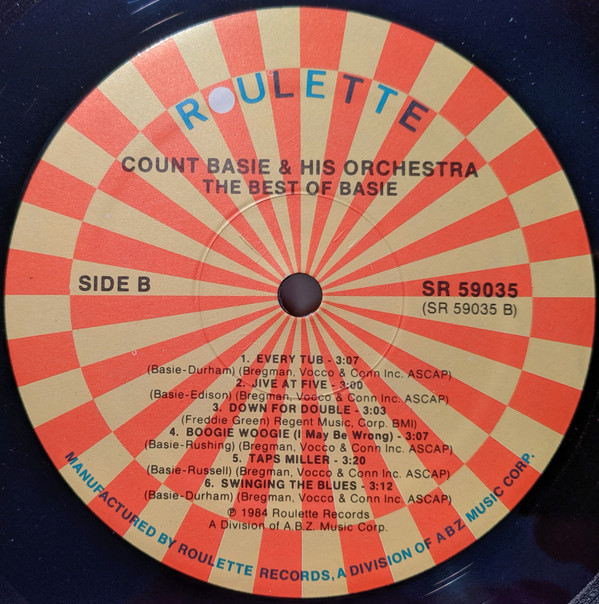 ROULETTE
COUNT BASIE & HIS ORCHESTRA
THE BEST OF BASIE
SIDE B
SR 59035
(SR 59035 B)
1. EVERY TUB - 3:07
(Basie-Durham) (Bregman, Vocco & Conn Inc. ASCAP)
2. JIVE AT FIVE - 3:00
(Basie-Edison) (Bregman, Vocco & Conn Inc. ASCAP)
3. DOWN FOR DOUBLE - 3:03
(Freddie Green) Regent Music, Corp. BMI)
4. BOOGIE WOOGIE (I May Be Wrong) - 3:07
(Basie-Rushing) (Bregman, Vocco & Conn Inc. ASCAP)
5. TAPS MILLER - 3:20
(Basie-Russell) (Bregman, Vocco & Conn Inc. ASCAP)
6. SWINGING THE BLUES - 3:12
(Basie-Durham) (Bregman, Vocco & Conn Inc. ASCAP)
℗ 1984 Roulette Records
A Division of A.B.Z. Music Corp.
MANUFACTURED BY ROULETTE RECORDS, A DIVISION OF A B Z MUSIC CORP.